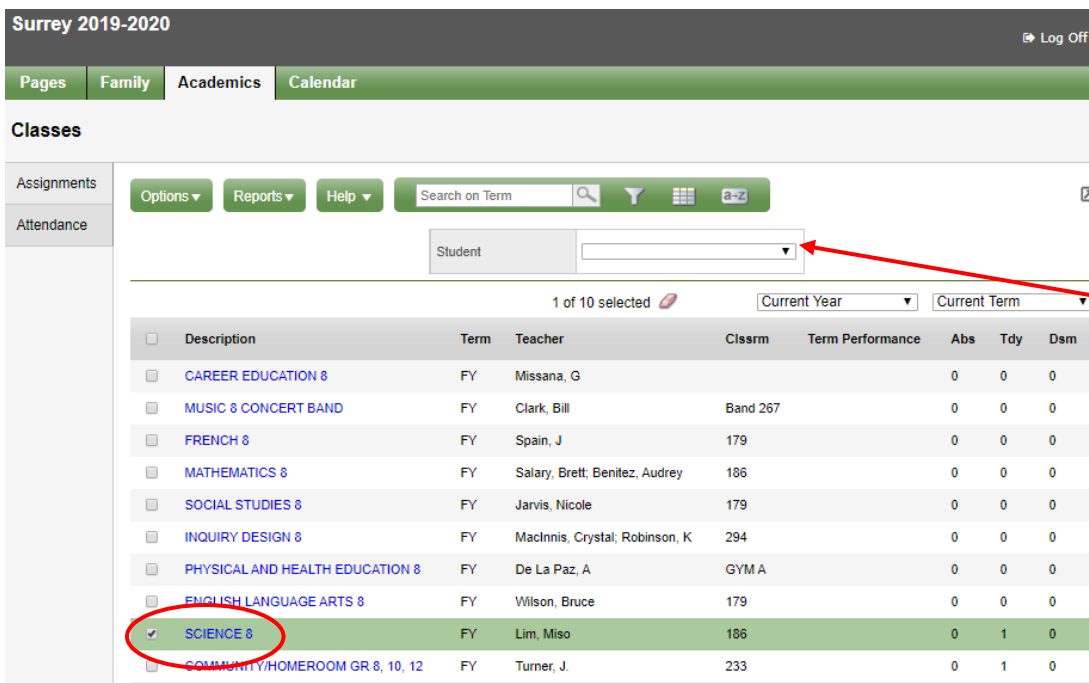 Surrey 2019-2020
Log Off
Pages Family Academics Calendar
Classes
Assignments
Attendance
Options Reports Help Search on Term a-z
Student
1 of 10 selected Current Year Current Term
Description Term Teacher Clssrm Term Performance Abs Tdy Dsm
CAREER EDUCATION 8 FY Missana, G 0 0 0
MUSIC 8 CONCERT BAND FY Clark, Bill Band 267 0 0 0
FRENCH 8 FY Spain, J 179 0 0 0
MATHEMATICS 8 FY Salary, Brett; Benitez, Audrey 186 0 0 0
SOCIAL STUDIES 8 FY Jarvis, Nicole 179 0 0 0
INQUIRY DESIGN 8 FY MacInnis, Crystal; Robinson, K 294 0 0 0
PHYSICAL AND HEALTH EDUCATION 8 FY De La Paz, A GYM A 0 0 0
ENGLISH LANGUAGE ARTS 8 FY Wilson, Bruce 179 0 0 0
SCIENCE 8 FY Lim, Miso 186 0 1 0
COMMUNITY/HOMEROOM GR 8, 10, 12 FY Turner, J. 233 0 1 0